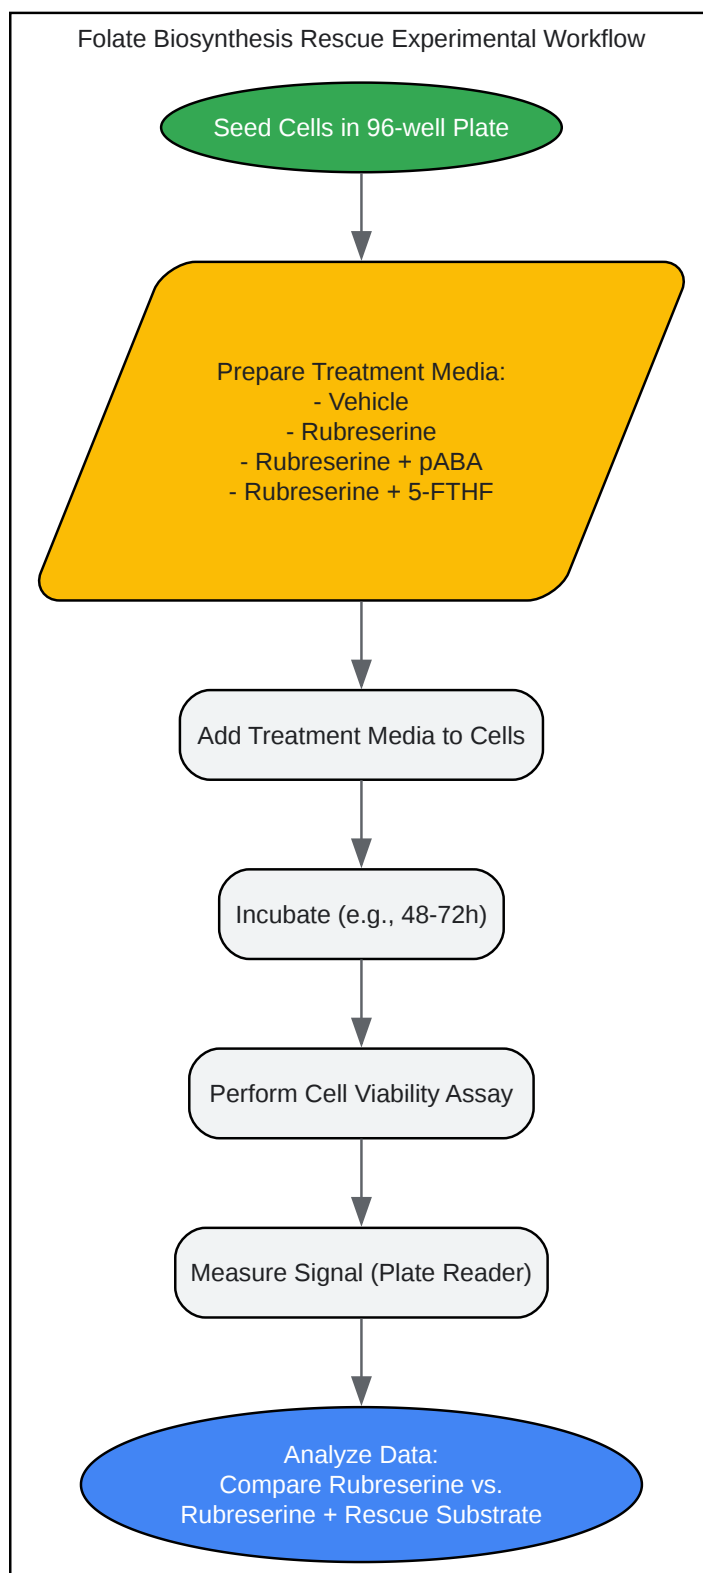 Folate Biosynthesis Rescue Experimental Workflow
Seed Cells in 96-well Plate
Prepare Treatment Media:
- Vehicle
- Rubreserine
- Rubreserine + pABA
- Rubreserine + 5-FTHF
Add Treatment Media to Cells
Incubate (e.g., 48-72h)
Perform Cell Viability Assay
Measure Signal (Plate Reader)
Analyze Data:
Compare Rubreserine vs.
Rubreserine + Rescue Substrate